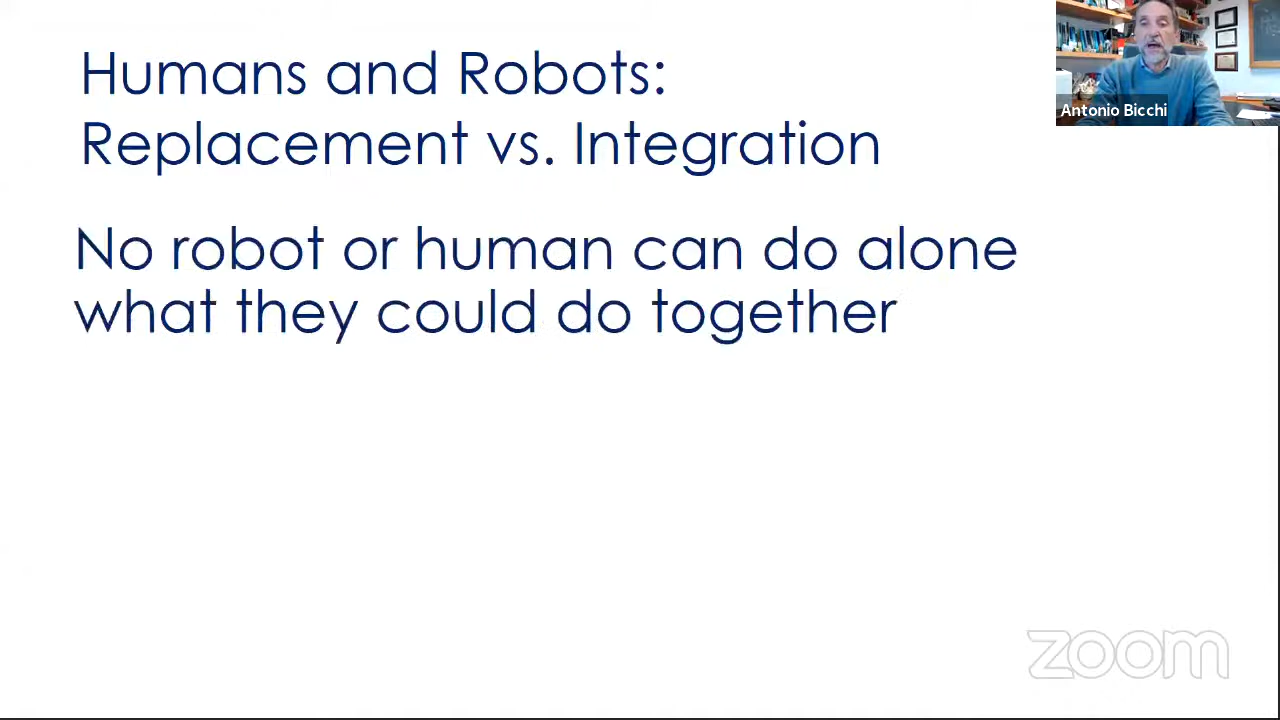 Humans and Robots:
Replacement vs. Integration
Antonio Bicchi
No robot or human can do alone
what they could do together
zoom